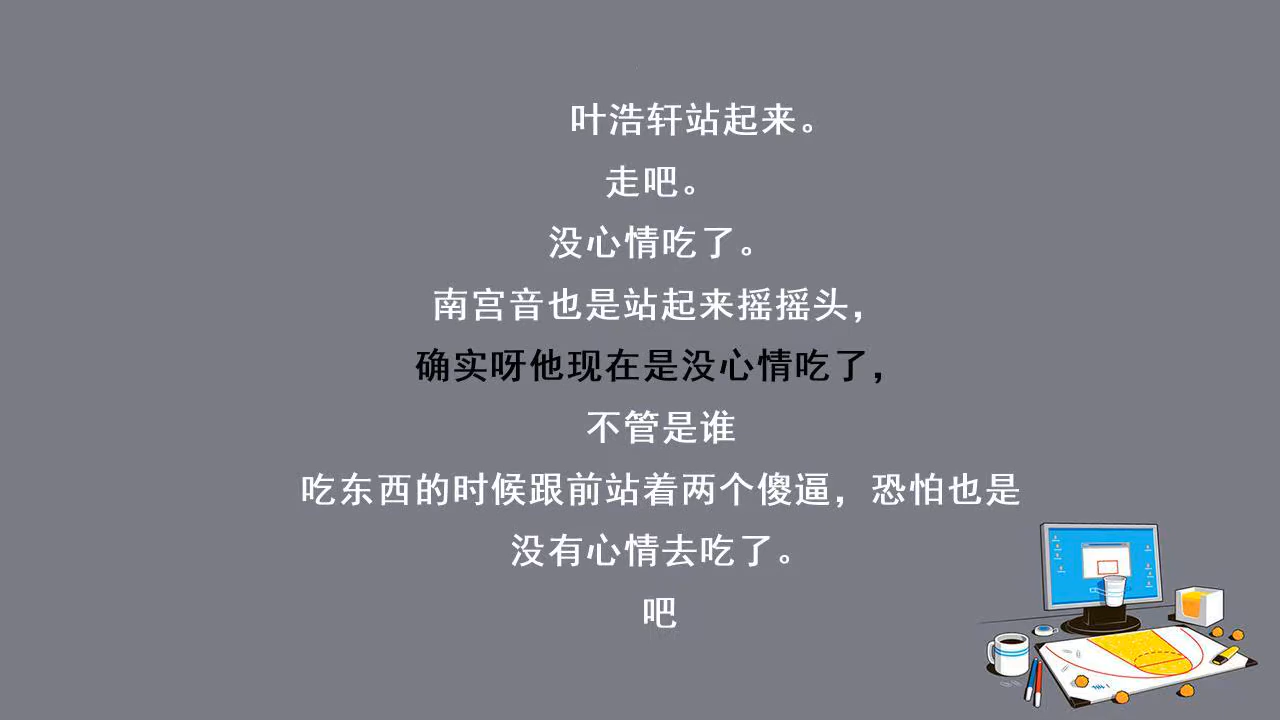 叶浩轩站起来。
走吧。
没心情吃了。
南宫音也是站起来摇摇头，
确实呀他现在是没心情吃了，
不管是谁
吃东西的时候跟前站着两个傻逼，恐怕也是
没有心情去吃了。
吧